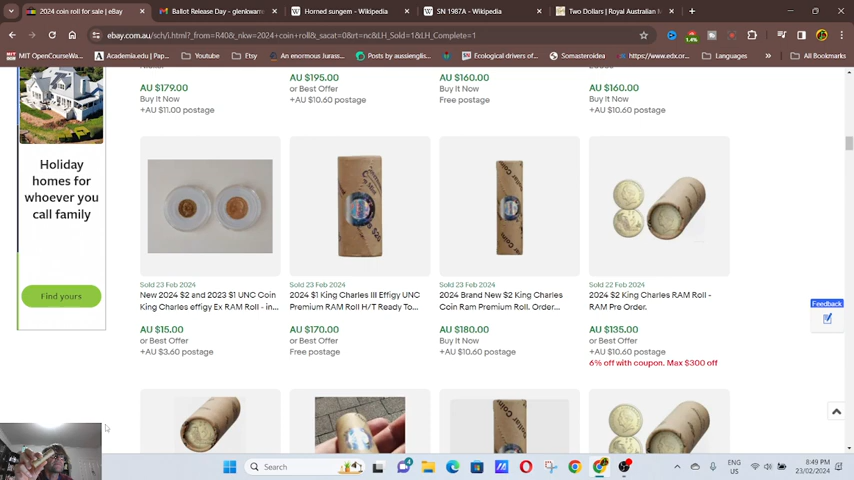 2024 coin roll for sale | eBay
Ballot Release Day - glenkwarn
Horned sungem - Wikipedia
SN 1987A - Wikipedia
Two Dollars | Royal Australian M
ebay.com.au/sch/i.html?_from=R40&_nkw=2024+coin+roll&_sacat=0&rt=nc&LH_Sold=1&LH_Complete=1
1.4%
MIT OpenCourseWa...
Academia.edu | Pap...
Youtube
Etsy
An enormous Jurass...
Posts by aussienglis...
Ecological drivers of...
Somasteroidea
https://www.edx.or...
Languages
»
All Bookmarks
AU $179.00
Buy It Now
+AU $11.00 postage
AU $195.00
or Best Offer
+AU $10.60 postage
AU $160.00
Buy It Now
Free postage
AU $160.00
Buy It Now
+AU $10.60 postage
Holiday
homes for
whoever you
call family
Find yours
Sold 23 Feb 2024
New 2024 $2 and 2023 $1 UNC Coin
King Charles effigy Ex RAM Roll - in...
AU $15.00
or Best Offer
+AU $3.60 postage
Sold 23 Feb 2024
2024 $1 King Charles III Effigy UNC
Premium RAM Roll H/T Ready To...
AU $170.00
or Best Offer
Free postage
Sold 23 Feb 2024
2024 Brand New $2 King Charles
Coin Ram Premium Roll. Order...
AU $180.00
Buy It Now
+AU $10.60 postage
Sold 22 Feb 2024
2024 $2 King Charles RAM Roll -
RAM Pre Order.
AU $135.00
or Best Offer
+AU $10.60 postage
6% off with coupon. Max $300 off
Feedback
Search
ENG
US
8:49 PM
23/02/2024